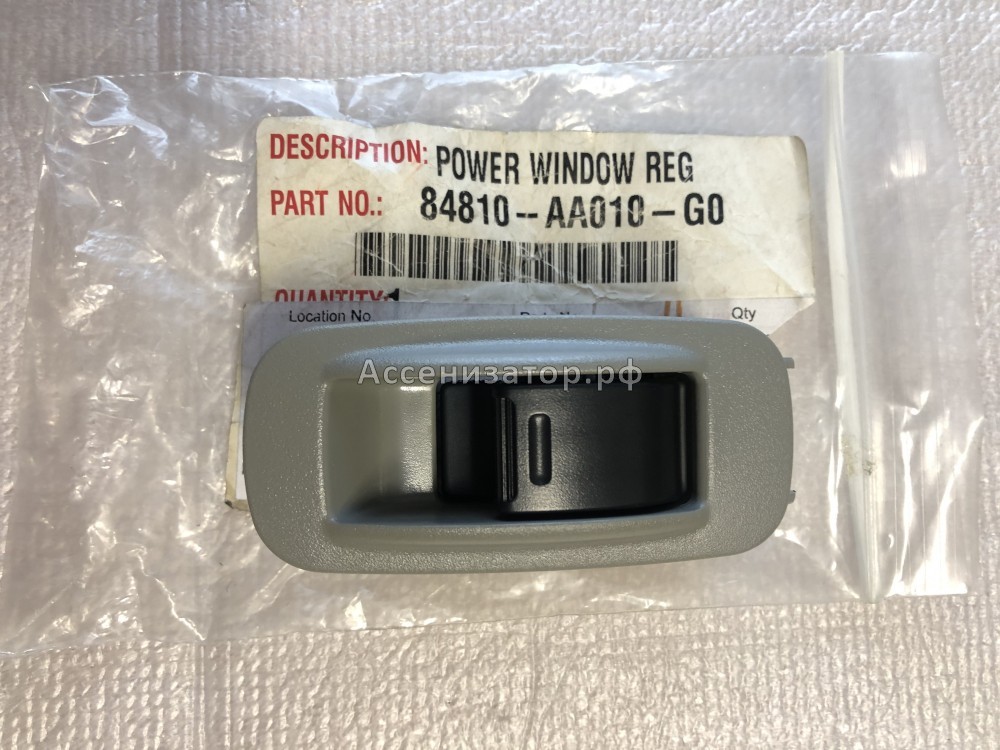 DESCRIPTION: POWER WINDOW REG
PART NO.: 84810--AA010-G0
QUANTITY:1
Location No
Qty
Ассенизатор.рф